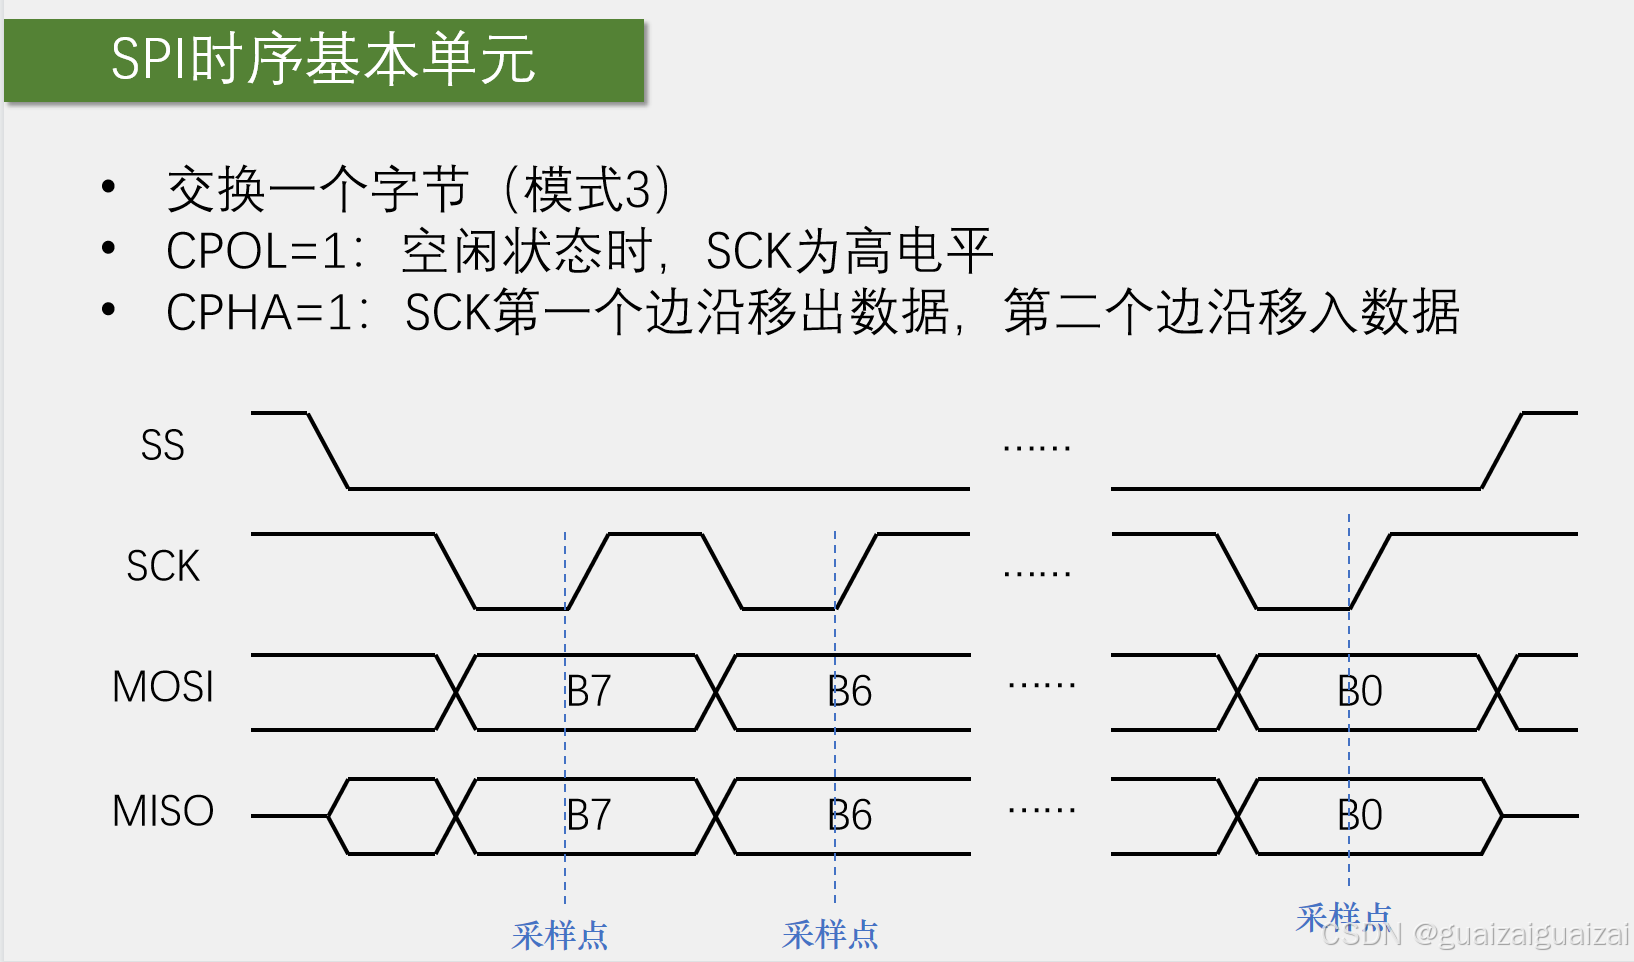 SPI时序基本单元
• 交换一个字节（模式3）
• CPOL=1：空闲状态时，SCK为高电平
• CPHA=1：SCK第一个边沿移出数据，第二个边沿移入数据
SS ……
SCK ……
MOSI B7 B6 …… B0
MISO B7 B6 …… B0
采样点 采样点 采样点
CSDN @guaizaiguaizai